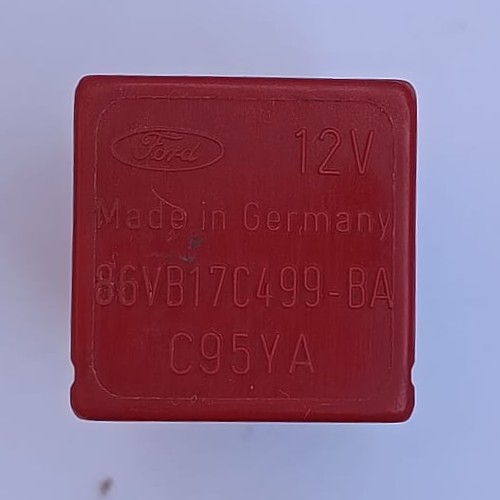 Ford 12V
Made in Germany
86VB17C499-BA
C95YA